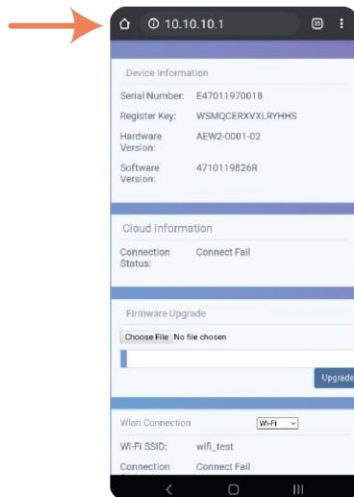 10.10.10.1
Device Information
Serial Number: E47011970018
Register Key: WSMQCERXVXLRYHHS
Hardware Version: AEW2-0001-02
Software Version: 4710119826R
Cloud Information
Connection Status: Connect Fail
Firmware Upgrade
Choose File No file chosen
Upgrade
Wlan Connection Wi-Fi
Wi-Fi SSID: wifi_test
Connection Connect Fail